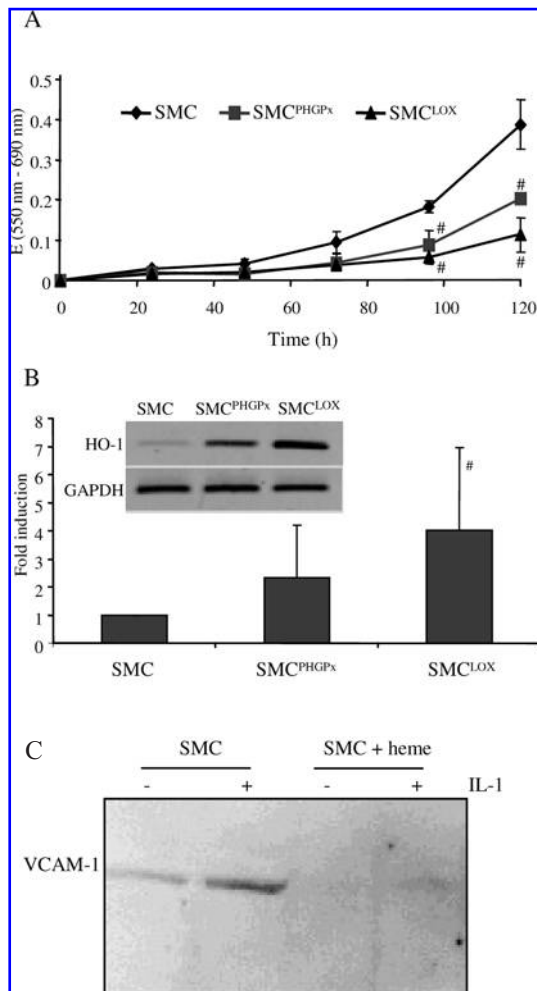 A
E (550 nm - 690 nm)
0.5
0.4
0.3
0.2
0.1
0
SMC SMCPHGPx SMCLOX
#
#
#
#
0 20 40 60 80 100 120
Time (h)
B
Fold induction
8
7
6
5
4
3
2
1
0
SMC SMCPHGPx SMCLOX
HO-1
GAPDH
#
SMC SMCPHGPx SMCLOX
C
SMC SMC + heme
- + - + IL-1
VCAM-1